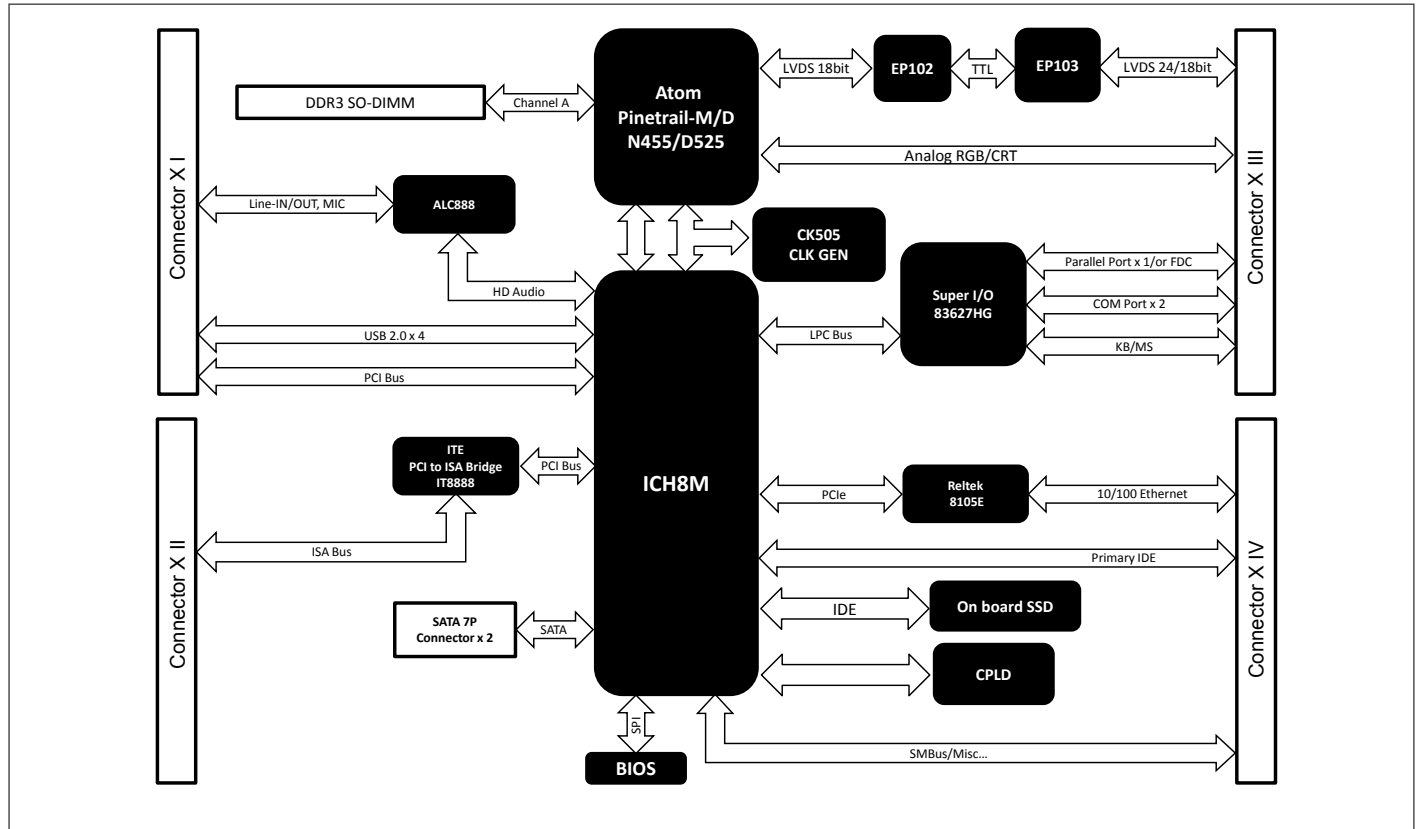 Connector X I
DDR3 SO-DIMM
Channel A
Atom
Pinetrail-M/D
N455/D525
LVDS 18bit
EP102
TTL
EP103
LVDS 24/18bit
Analog RGB/CRT
Connector X III
Line-IN/OUT, MIC
ALC888
HD Audio
CK505
CLK GEN
Super I/O
83627HG
Parallel Port x 1/or FDC
COM Port x 2
KB/MS
USB 2.0 x 4
LPC Bus
PCI Bus
Connector X II
ITE
PCI to ISA Bridge
IT8888
PCI Bus
ICH8M
PCIe
Reltek
8105E
10/100 Ethernet
ISA Bus
Primary IDE
Connector X IV
SATA 7P
Connector x 2
SATA
IDE
On board SSD
CPLD
SPI
BIOS
SMBus/Misc...